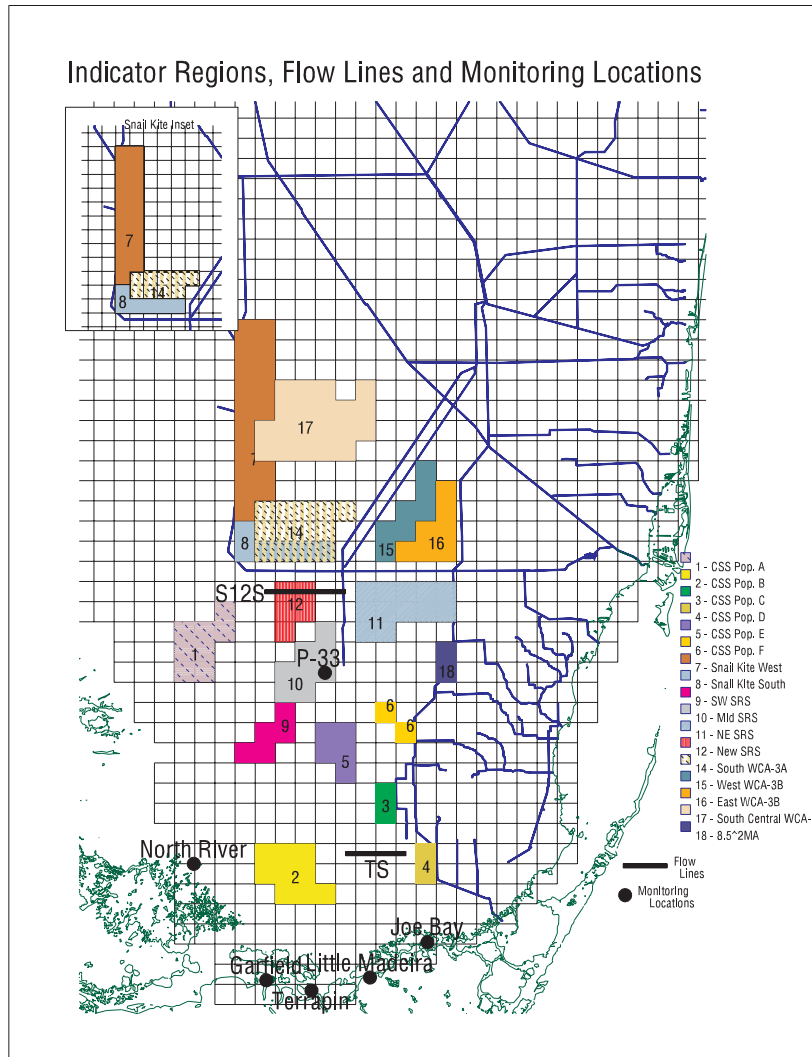 Indicator Regions, Flow Lines and Monitoring Locations
Snail Kite Inset
7
14
8
17
7
14
8
15
16
S12S
12
11
1
P-33
10
18
6
9
6
5
3
North River
TS
4
2
Joe Bay
Garfield
Little Madeira
Terrapin
1 - CSS Pop. A
2 - CSS Pop. B
3 - CSS Pop. C
4 - CSS Pop. D
5 - CSS Pop. E
6 - CSS Pop. F
7 - Snail Kite West
8 - Snail Kite South
9 - SW SRS
10 - Mid SRS
11 - NE SRS
12 - New SRS
14 - South WCA-3A
15 - West WCA-3B
16 - East WCA-3B
17 - South Central WCA-
18 - 8.5^2MA
Flow
Lines
Monitoring
Locations